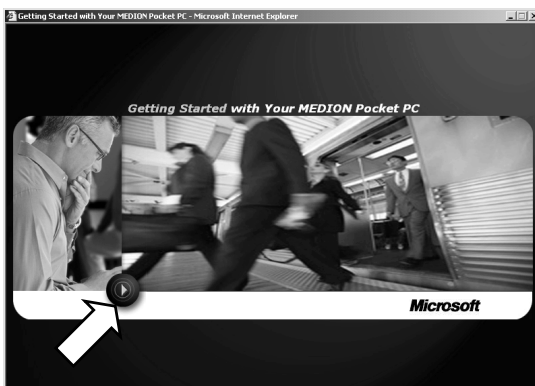 Getting Started with Your MEDION Pocket PC - Microsoft Internet Explorer
Getting Started with Your MEDION Pocket PC
Microsoft